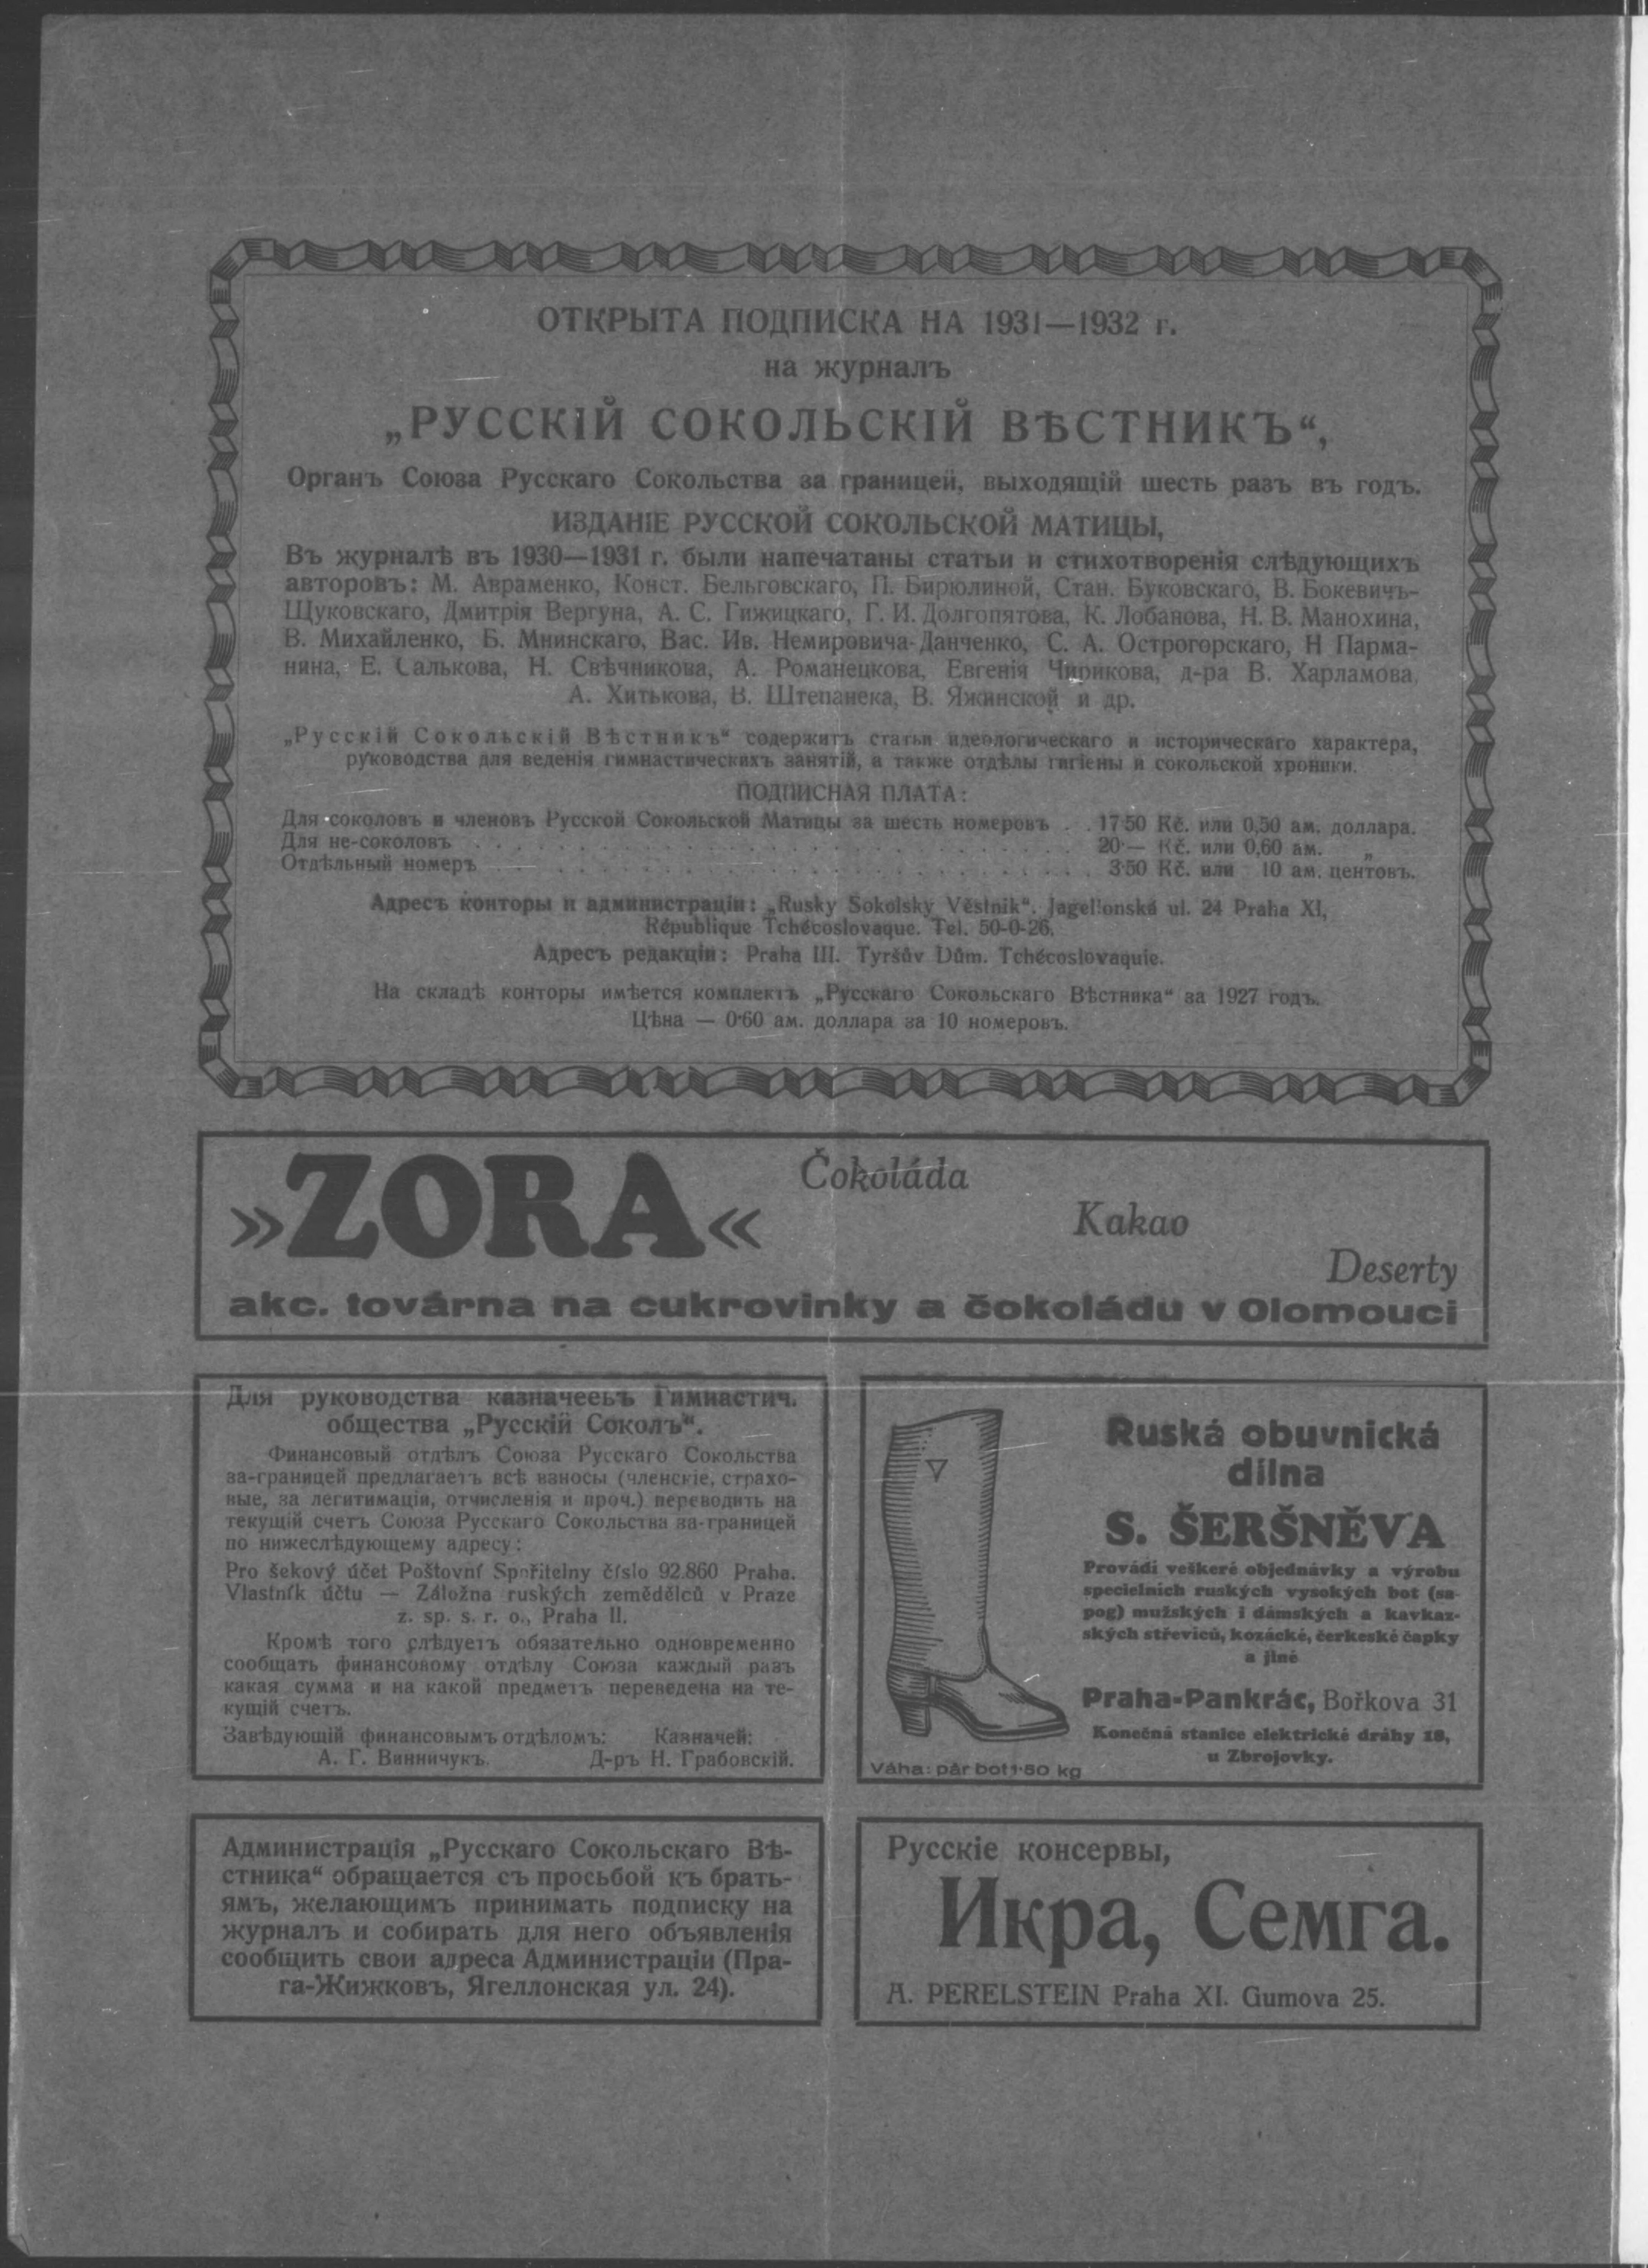 ОТКРЫТА ПОДПИСКА НА 1931—1932 г.
на журналъ
„РУССКІЙ СОКОЛЬСКІЙ ВѢСТНИКЪ“,
Органъ Союза Русскаго Сокольства за границей, выходящій шесть разъ въ годъ.
ИЗДАНІЕ РУССКОЙ СОКОЛЬСКОЙ МАТИЦЫ,
Въ журналѣ въ 1930—1931 г. были напечатаны статьи и стихотворенія слѣдующихъ
авторовъ: М. Авраменко, Конст. Бельговскаго, П. Бирюлиной, Стан. Буковскаго, В. Бокевичъ-
Щуковскаго, Дмитрія Вергуна, А. С. Гижицкаго, Г. И. Долгопятова, К. Лобанова, Н. В. Манохина,
В. Михайленко, Б. Мнинскаго, Вас. Ив. Немировича-Данченко, С. А. Острогорскаго, Н Парма-
нина, Е. Салькова, Н. Свѣчникова, А. Романецкова, Евгенія Чирикова, д-ра В. Харламова,
А. Хитькова, В. Штепанека, В. Яжинской и др.
„Русскій Сокольскій Вѣстникъ“ содержитъ статьи идеологическаго и историческаго характера,
руководства для веденія гимнастическихъ занятій, а также отдѣлы гигіены и сокольской хроники.
ПОДПИСНАЯ ПЛАТА:
Для соколовъ и членовъ Русской Сокольской Матицы за шесть номеровъ . . 17·50 Kč. или 0,50 ам. доллара.
Для не-соколовъ . . . . . . . . . . . . . . . . . . . . 20·— Kč. или 0,60 ам. „
Отдѣльный номеръ . . . . . . . . . . . . . . . . . . . . 3·50 Kč. или 10 ам. центовъ.
Адресъ конторы и администраціи: „Rusky Sokolsky Věstnik“. Jagellonská ul. 24 Praha XI,
République Tchécoslovaque. Tel. 50-0-26.
Адресъ редакціи: Praha III. Tyršův Dům. Tchécoslovaquie.
На складѣ конторы имѣется комплектъ „Русскаго Сокольскаго Вѣстника“ за 1927 годъ.
Цѣна — 0·60 ам. доллара за 10 номеровъ.
»ZORA«
Čokoláda
Kakao
Deserty
akc. továrna na cukrovinky a čokoládu v Olomouci
Для руководства казначеевъ Гимнастич.
общества „Русскій Соколъ“.
Финансовый отдѣлъ Союза Русскаго Сокольства
за-границей предлагаетъ всѣ взносы (членскіе, страхо-
вые, за легитимаціи, отчисленія и проч.) переводить на
текущій счетъ Союза Русскаго Сокольства за-границей
по нижеслѣдующему адресу:
Pro šekový účet Poštovní Spořitelny číslo 92.860 Praha.
Vlastník účtu — Záložna ruských zemědělců v Praze
z. sp. s. r. o., Praha II.
Кромѣ того слѣдуетъ обязательно одновременно
сообщать финансовому отдѣлу Союза каждый разъ
какая сумма и на какой предметъ переведена на те-
кущій счетъ.
Завѣдующій финансовымъ отдѣломъ: Казначей:
А. Г. Винничукъ. Д-ръ Н. Грабовскій.
Ruská obuvnická
dílna
S. ŠERŠNĚVA
Provádí veškeré objednávky a výrobu
specielních ruských vysokých bot (sa-
pog) mužských i dámských a kavkaz-
ských střevíců, kozácké, čerkeské čapky
a jiné
Praha-Pankrác, Bořkova 31
Konečná stanice elektrické dráhy 18,
u Zbrojovky.
Váha: pár bot 1·50 kg
Администрація „Русскаго Сокольскаго Вѣ-
стника“ обращается съ просьбой къ брать-
ямъ, желающимъ принимать подписку на
журналъ и собирать для него объявленія
сообщить свои адреса Администраціи (Пра-
га-Жижковъ, Ягеллонская ул. 24).
Русскіе консервы,
Икра, Семга.
A. PERELSTEIN Praha XI. Gumova 25.